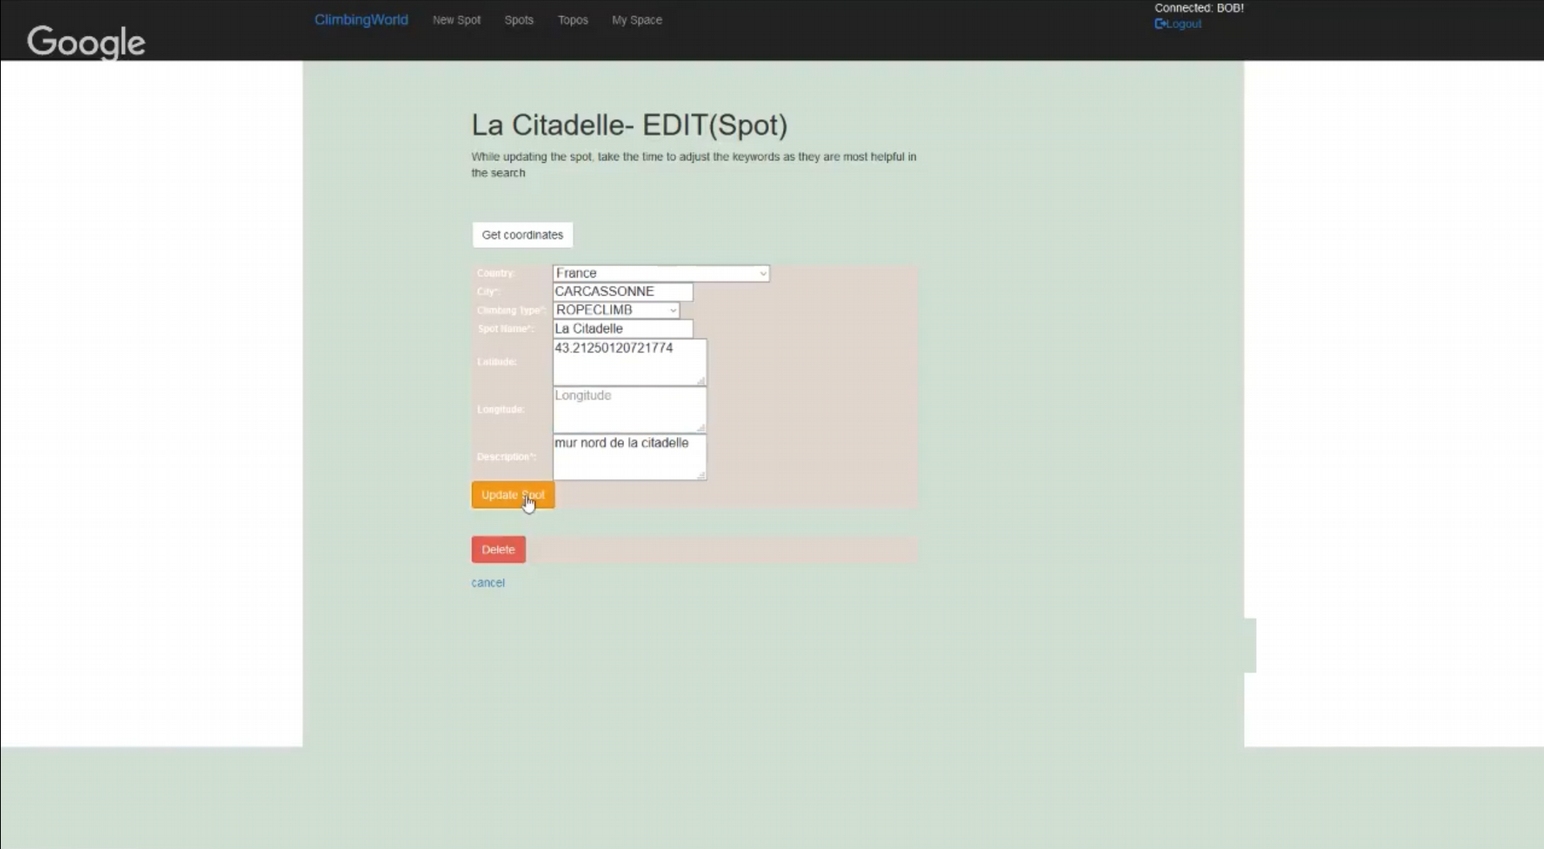 ClimbingWorld New Spot Spots Topos My Space
Connected: BOB!
Logout
Google
La Citadelle- EDIT(Spot)
While updating the spot, take the time to adjust the keywords as they are most helpful in
the search
Get coordinates
Country: France
City*: CARCASSONNE
Climbing Type*: ROPECLIMB
Spot Name*: La Citadelle
Latitude: 43.21250120721774
Longitude: Longitude
Description*: mur nord de la citadelle
Update Spot
Delete
cancel